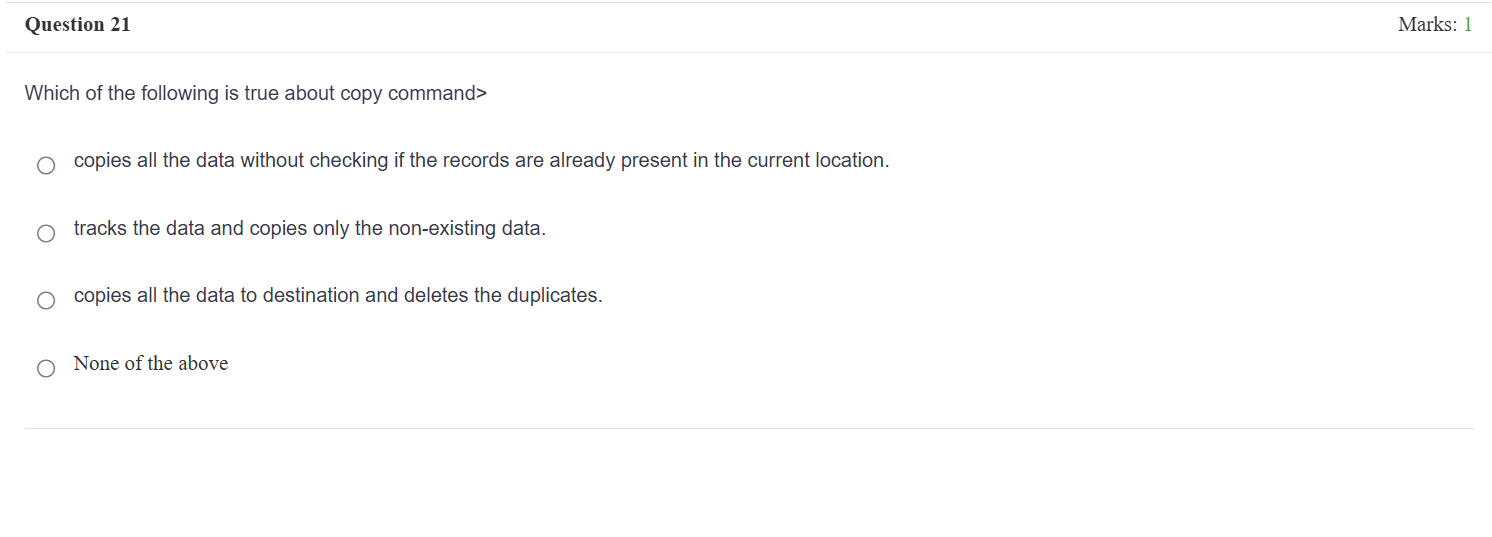 Question 21
Marks: 1
Which of the following is true about copy command>
copies all the data without checking if the records are already present in the current location.
tracks the data and copies only the non-existing data.
copies all the data to destination and deletes the duplicates.
None of the above